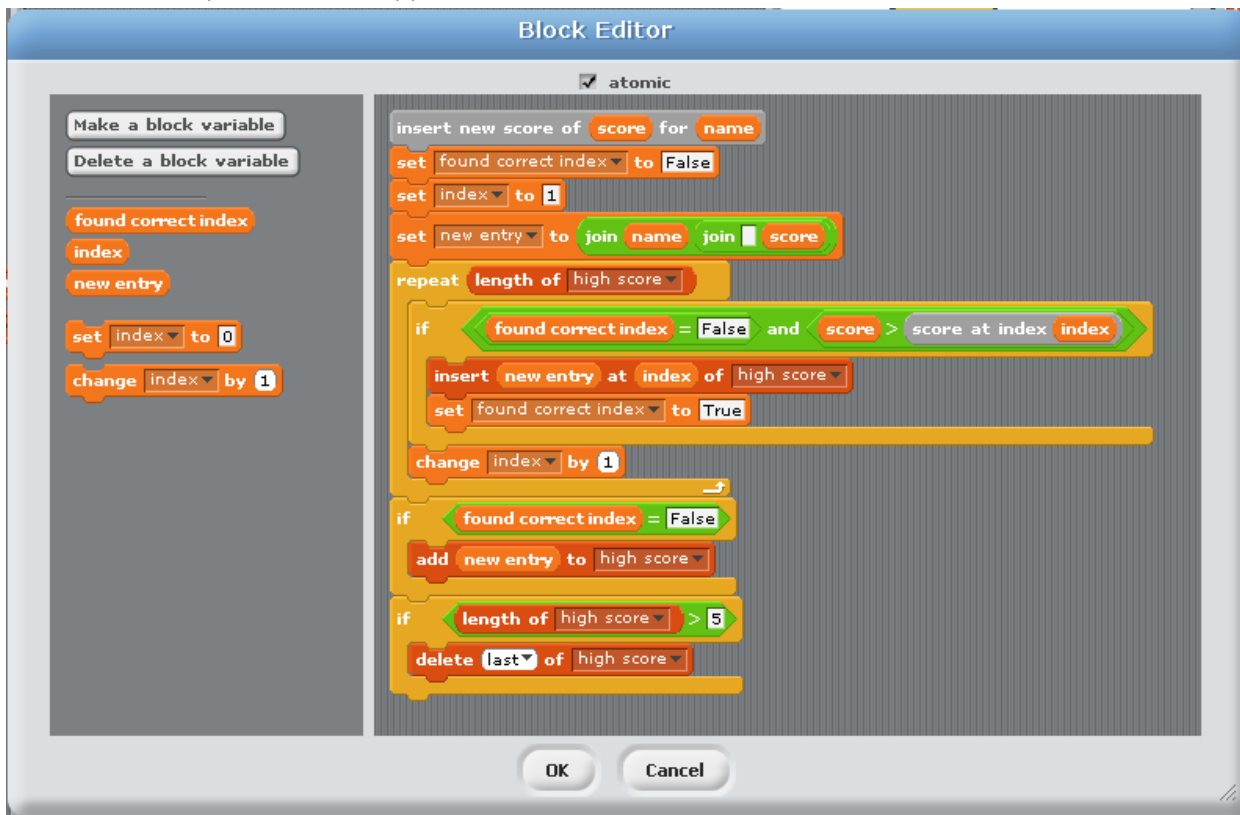 Block Editor
atomic
Make a block variable
Delete a block variable
found correct index
index
new entry
set index to 0
change index by 1
insert new score of score for name
set found correct index to False
set index to 1
set new entry to join name join score
repeat length of high score
if found correct index = False and score > score at index index
insert new entry at index of high score
set found correct index to True
change index by 1
if found correct index = False
add new entry to high score
if length of high score > 5
delete last of high score
OK
Cancel